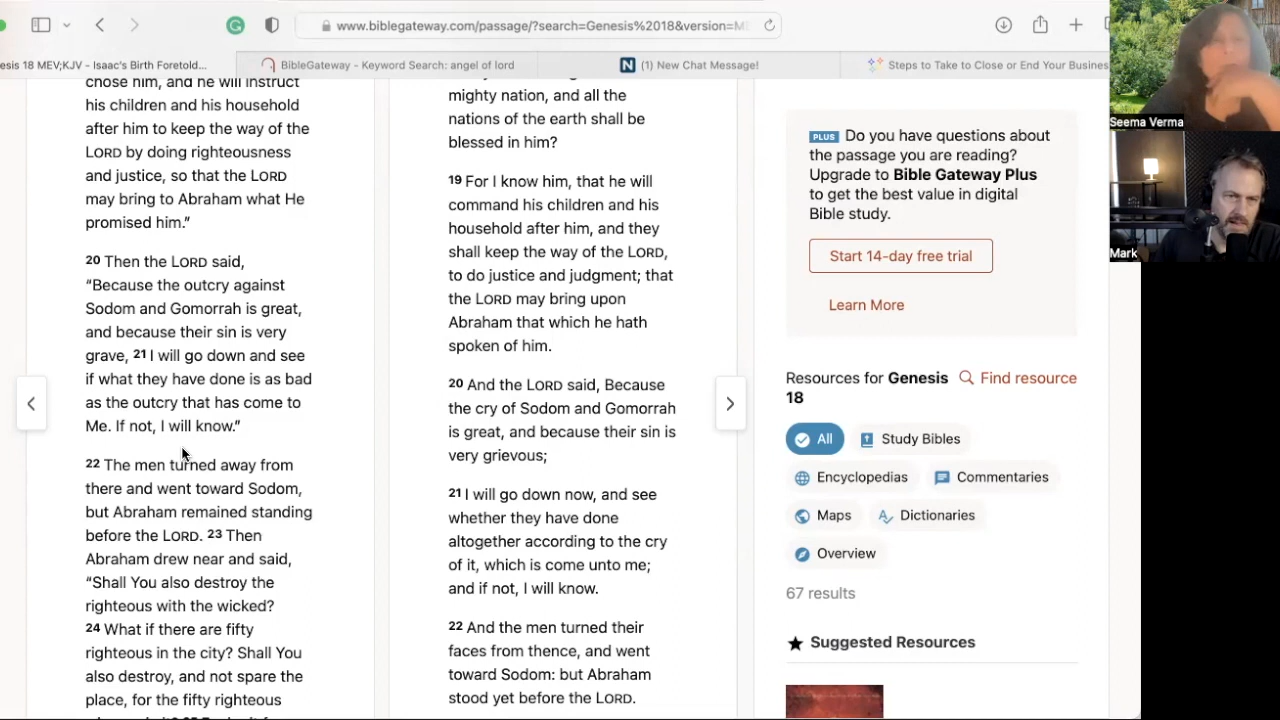 www.biblegateway.com/passage/?search=Genesis%2018&version=M
esis 18 MEV;KJV - Isaac's Birth Foretold...
BibleGateway - Keyword Search: angel of lord
(1) New Chat Message!
Steps to Take to Close or End Your Busines
chose him, and he will instruct
his children and his household
after him to keep the way of the
LORD by doing righteousness
and justice, so that the LORD
may bring to Abraham what He
promised him.”
20 Then the LORD said,
“Because the outcry against
Sodom and Gomorrah is great,
and because their sin is very
grave, 21 I will go down and see
if what they have done is as bad
as the outcry that has come to
Me. If not, I will know.”
22 The men turned away from
there and went toward Sodom,
but Abraham remained standing
before the LORD. 23 Then
Abraham drew near and said,
“Shall You also destroy the
righteous with the wicked?
24 What if there are fifty
righteous in the city? Shall You
also destroy, and not spare the
place, for the fifty righteous
mighty nation, and all the
nations of the earth shall be
blessed in him?
19 For I know him, that he will
command his children and his
household after him, and they
shall keep the way of the LORD,
to do justice and judgment; that
the LORD may bring upon
Abraham that which he hath
spoken of him.
20 And the LORD said, Because
the cry of Sodom and Gomorrah
is great, and because their sin is
very grievous;
21 I will go down now, and see
whether they have done
altogether according to the cry
of it, which is come unto me;
and if not, I will know.
22 And the men turned their
faces from thence, and went
toward Sodom: but Abraham
stood yet before the LORD.
PLUS Do you have questions about
the passage you are reading?
Upgrade to Bible Gateway Plus
to get the best value in digital
Bible study.
Start 14-day free trial
Learn More
Resources for Genesis
18
Find resource
All
Study Bibles
Encyclopedias
Commentaries
Maps
Dictionaries
Overview
67 results
Suggested Resources
Seema Verma
Mark